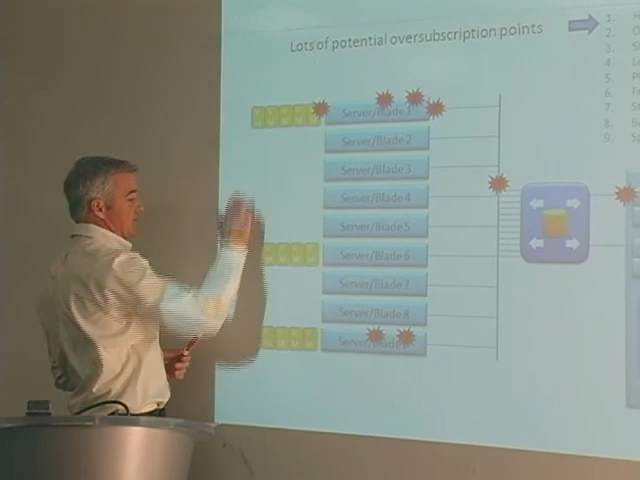 Lots of potential oversubscription points
1.
2.
3.
4.
5.
6.
7.
8.
9.
Server/Blade 1
Server/Blade 2
Server/Blade 3
Server/Blade 4
Server/Blade 5
Server/Blade 6
Server/Blade 7
Server/Blade 8